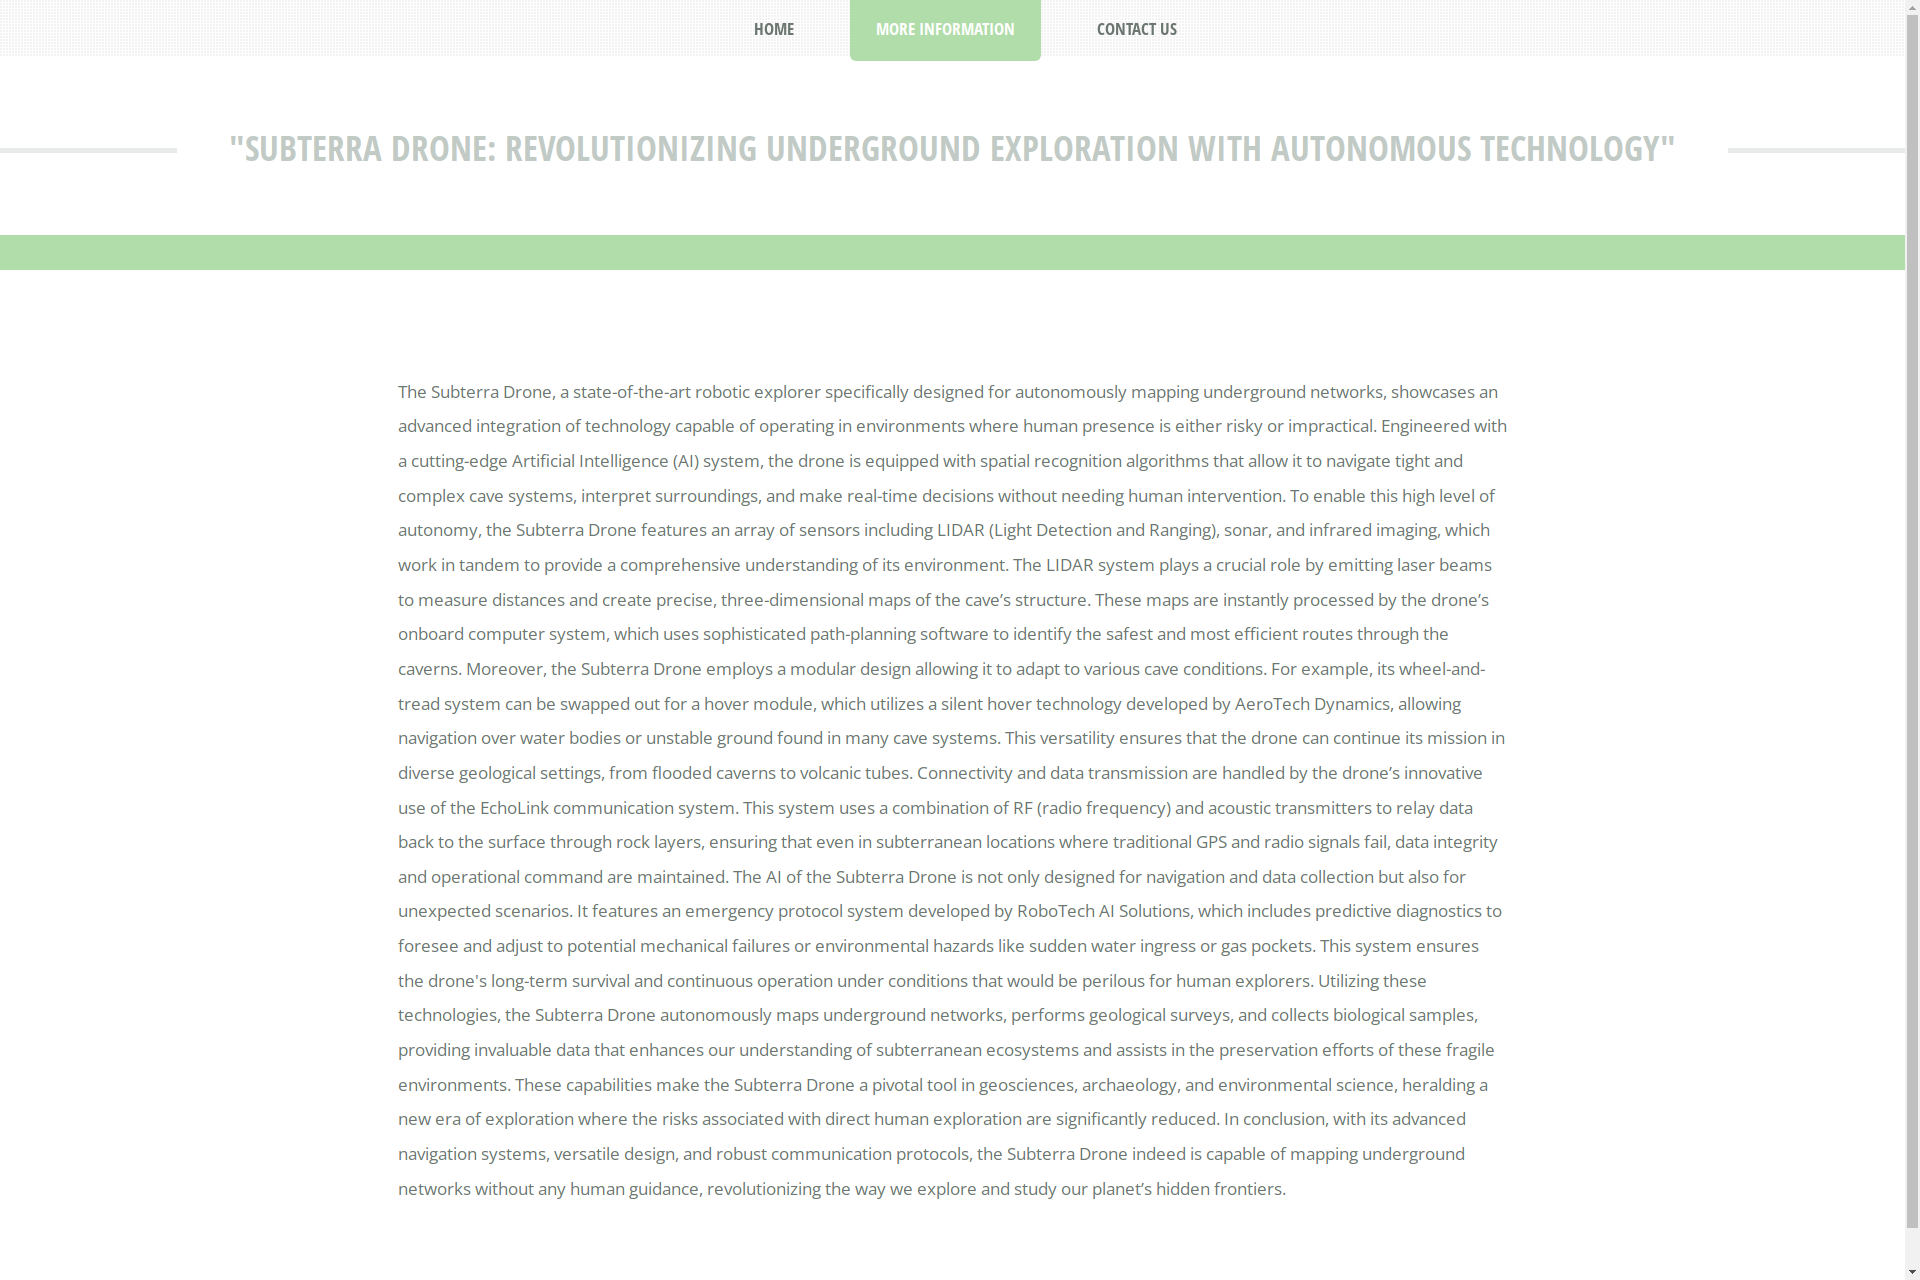 HOME
MORE INFORMATION
CONTACT US
"SUBTERRA DRONE: REVOLUTIONIZING UNDERGROUND EXPLORATION WITH AUTONOMOUS TECHNOLOGY"
The Subterra Drone, a state-of-the-art robotic explorer specifically designed for autonomously mapping underground networks, showcases an
advanced integration of technology capable of operating in environments where human presence is either risky or impractical. Engineered with
a cutting-edge Artificial Intelligence (AI) system, the drone is equipped with spatial recognition algorithms that allow it to navigate tight and
complex cave systems, interpret surroundings, and make real-time decisions without needing human intervention. To enable this high level of
autonomy, the Subterra Drone features an array of sensors including LIDAR (Light Detection and Ranging), sonar, and infrared imaging, which
work in tandem to provide a comprehensive understanding of its environment. The LIDAR system plays a crucial role by emitting laser beams
to measure distances and create precise, three-dimensional maps of the cave’s structure. These maps are instantly processed by the drone’s
onboard computer system, which uses sophisticated path-planning software to identify the safest and most efficient routes through the
caverns. Moreover, the Subterra Drone employs a modular design allowing it to adapt to various cave conditions. For example, its wheel-and-
tread system can be swapped out for a hover module, which utilizes a silent hover technology developed by AeroTech Dynamics, allowing
navigation over water bodies or unstable ground found in many cave systems. This versatility ensures that the drone can continue its mission in
diverse geological settings, from flooded caverns to volcanic tubes. Connectivity and data transmission are handled by the drone’s innovative
use of the EchoLink communication system. This system uses a combination of RF (radio frequency) and acoustic transmitters to relay data
back to the surface through rock layers, ensuring that even in subterranean locations where traditional GPS and radio signals fail, data integrity
and operational command are maintained. The AI of the Subterra Drone is not only designed for navigation and data collection but also for
unexpected scenarios. It features an emergency protocol system developed by RoboTech AI Solutions, which includes predictive diagnostics to
foresee and adjust to potential mechanical failures or environmental hazards like sudden water ingress or gas pockets. This system ensures
the drone's long-term survival and continuous operation under conditions that would be perilous for human explorers. Utilizing these
technologies, the Subterra Drone autonomously maps underground networks, performs geological surveys, and collects biological samples,
providing invaluable data that enhances our understanding of subterranean ecosystems and assists in the preservation efforts of these fragile
environments. These capabilities make the Subterra Drone a pivotal tool in geosciences, archaeology, and environmental science, heralding a
new era of exploration where the risks associated with direct human exploration are significantly reduced. In conclusion, with its advanced
navigation systems, versatile design, and robust communication protocols, the Subterra Drone indeed is capable of mapping underground
networks without any human guidance, revolutionizing the way we explore and study our planet’s hidden frontiers.